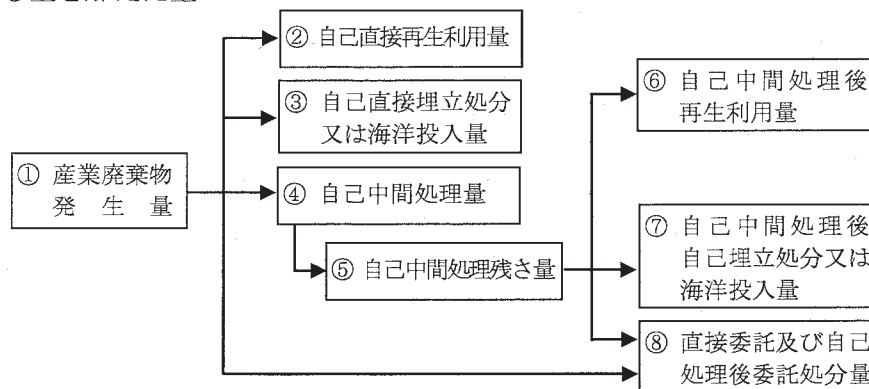 ② 自己直接再生利用量
③ 自己直接埋立処分
又は海洋投入量
① 産業廃棄物
発生量
④ 自己中間処理量
⑤ 自己中間処理残さ量
⑥ 自己中間処理後
再生利用量
⑦ 自己中間処理後
自己埋立処分又は
海洋投入量
⑧ 直接委託及び自己
処理後委託処分量